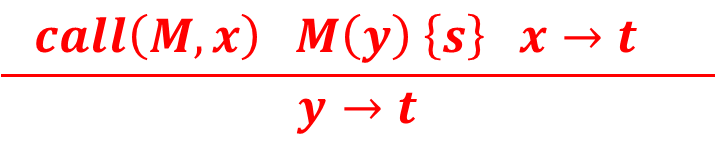 call(M, x) M(y) {s} x → t
y → t